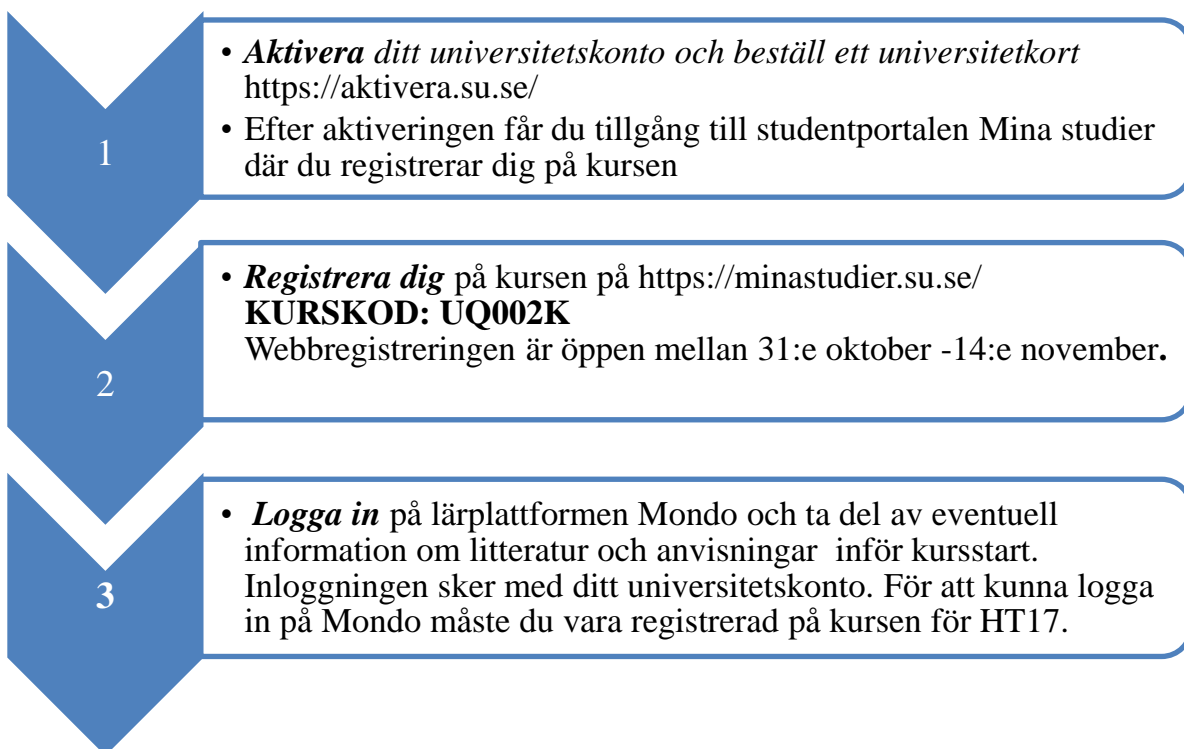 1
• Aktivera ditt universitetskonto och beställ ett universitetkort
https://aktivera.su.se/
• Efter aktiveringen får du tillgång till studentportalen Mina studier
där du registrerar dig på kursen
2
• Registrera dig på kursen på https://minastudier.su.se/
KURSKOD: UQ002K
Webbregistreringen är öppen mellan 31:e oktober -14:e november.
3
• Logga in på lärplattformen Mondo och ta del av eventuell
information om litteratur och anvisningar  inför kursstart.
Inloggningen sker med ditt universitetskonto. För att kunna logga
in på Mondo måste du vara registrerad på kursen för HT17.